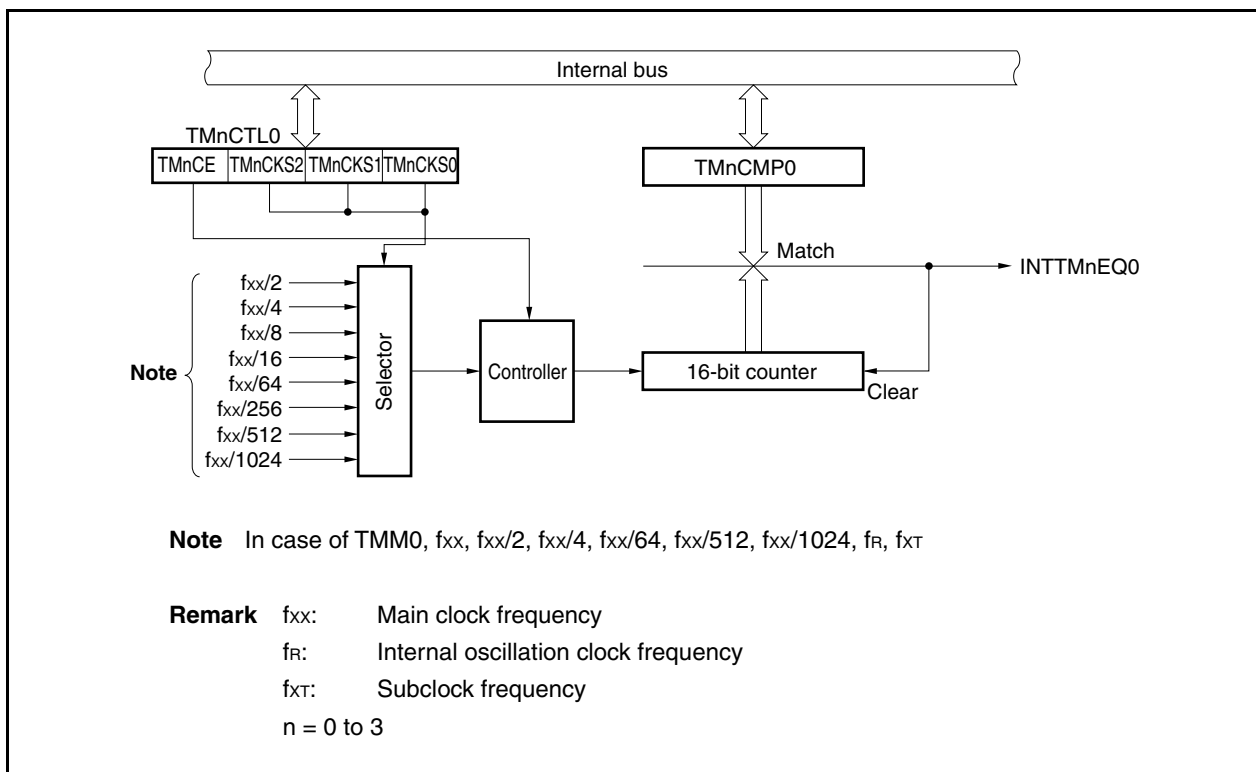 Internal bus
TMnCTL0
TMnCE TMnCKS2 TMnCKS1 TMnCKS0
TMnCMP0
Match
INTTMnEQ0
Note
fxx/2
fxx/4
fxx/8
fxx/16
fxx/64
fxx/256
fxx/512
fxx/1024
Selector
Controller
16-bit counter
Clear
Note In case of TMM0, fxx, fxx/2, fxx/4, fxx/64, fxx/512, fxx/1024, fR, fXT
Remark fxx: Main clock frequency
fR: Internal oscillation clock frequency
fXT: Subclock frequency
n = 0 to 3